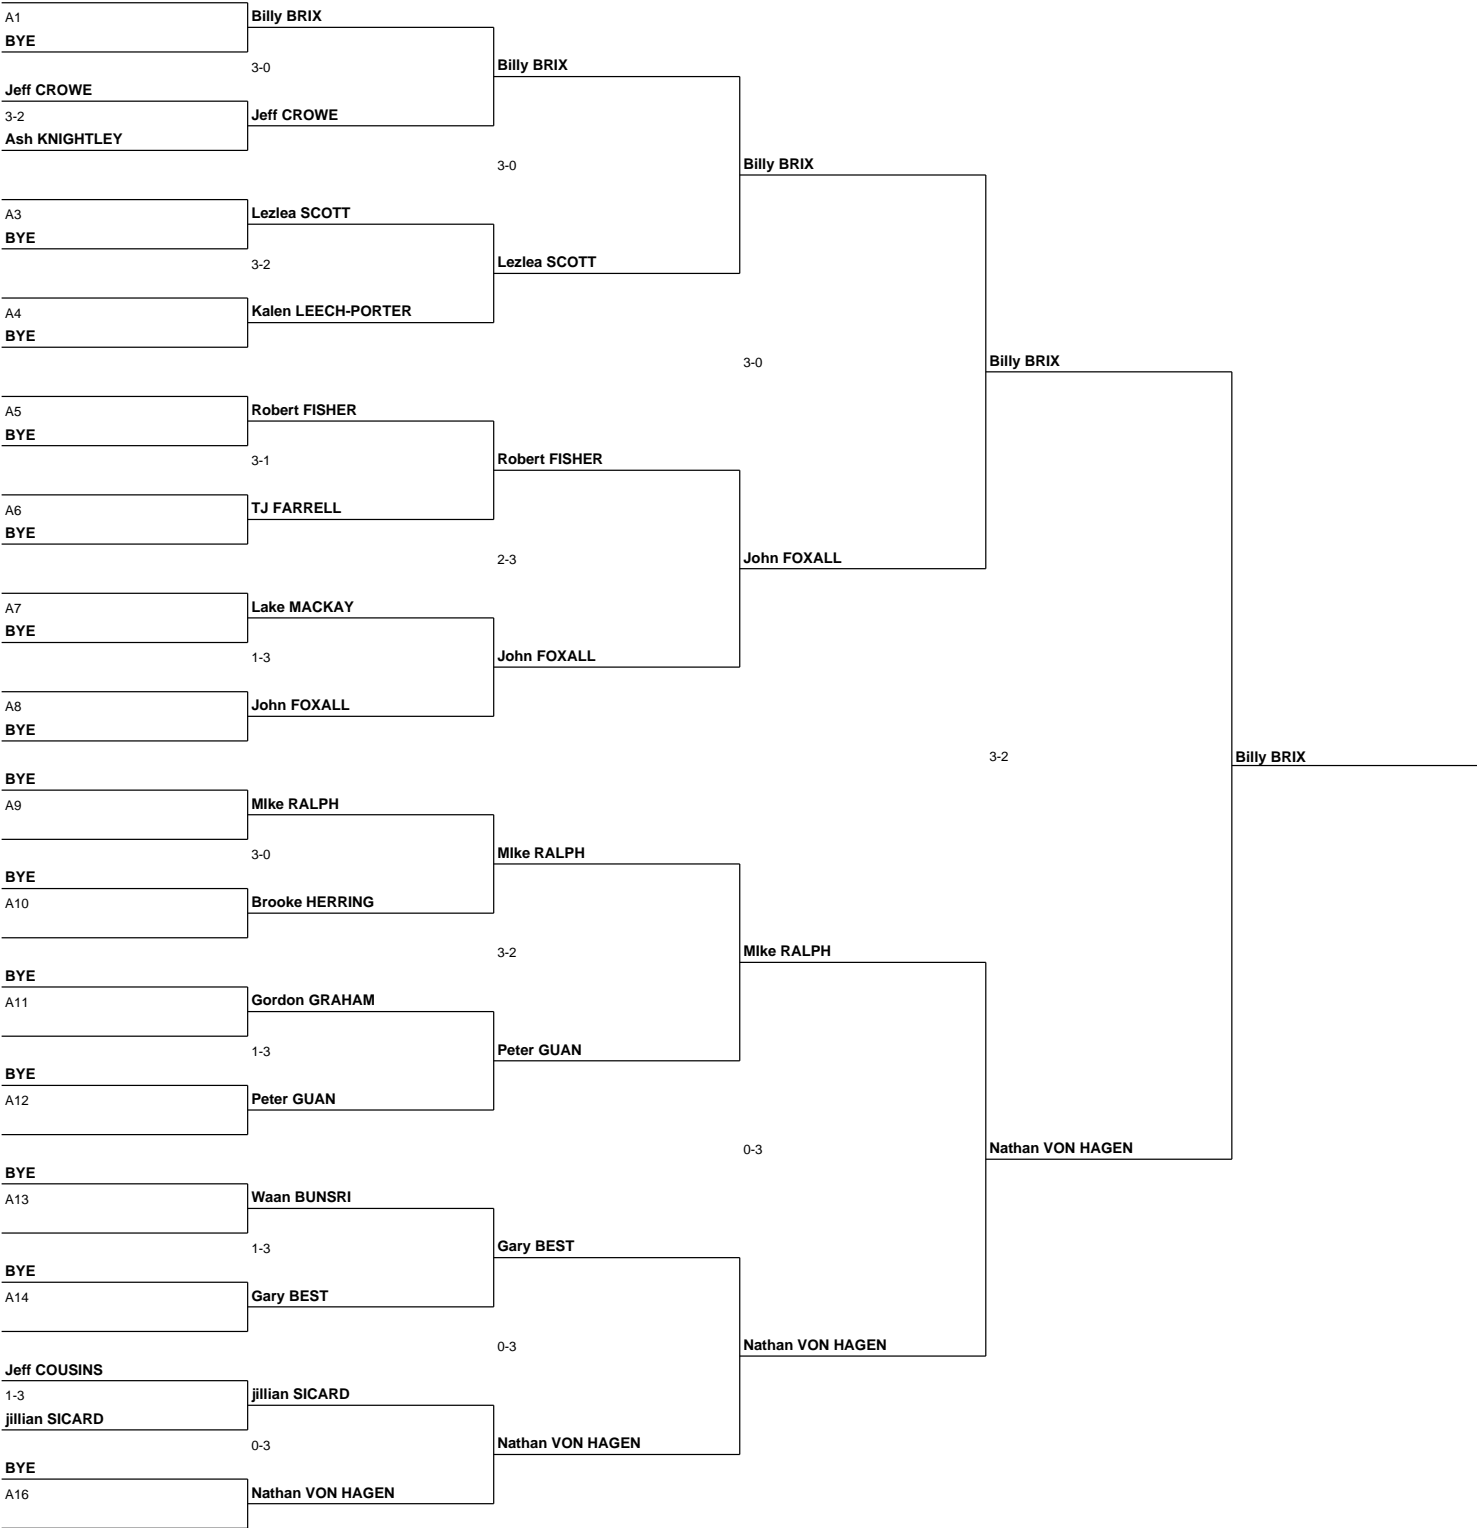 A1
Billy BRIX
BYE
3-0
Billy BRIX
Jeff CROWE
3-2
Jeff CROWE
Ash KNIGHTLEY
3-0
Billy BRIX
A3
Lezlea SCOTT
BYE
3-2
Lezlea SCOTT
A4
Kalen LEECH-PORTER
BYE
3-0
Billy BRIX
A5
Robert FISHER
BYE
3-1
Robert FISHER
A6
TJ FARRELL
BYE
2-3
John FOXALL
A7
Lake MACKAY
BYE
1-3
John FOXALL
A8
John FOXALL
BYE
3-2
Billy BRIX
BYE
A9
MIke RALPH
3-0
MIke RALPH
BYE
A10
Brooke HERRING
3-2
MIke RALPH
BYE
A11
Gordon GRAHAM
1-3
Peter GUAN
BYE
A12
Peter GUAN
0-3
Nathan VON HAGEN
BYE
A13
Waan BUNSRI
1-3
Gary BEST
BYE
A14
Gary BEST
0-3
Nathan VON HAGEN
Jeff COUSINS
1-3
jillian SICARD
jillian SICARD
0-3
Nathan VON HAGEN
BYE
A16
Nathan VON HAGEN